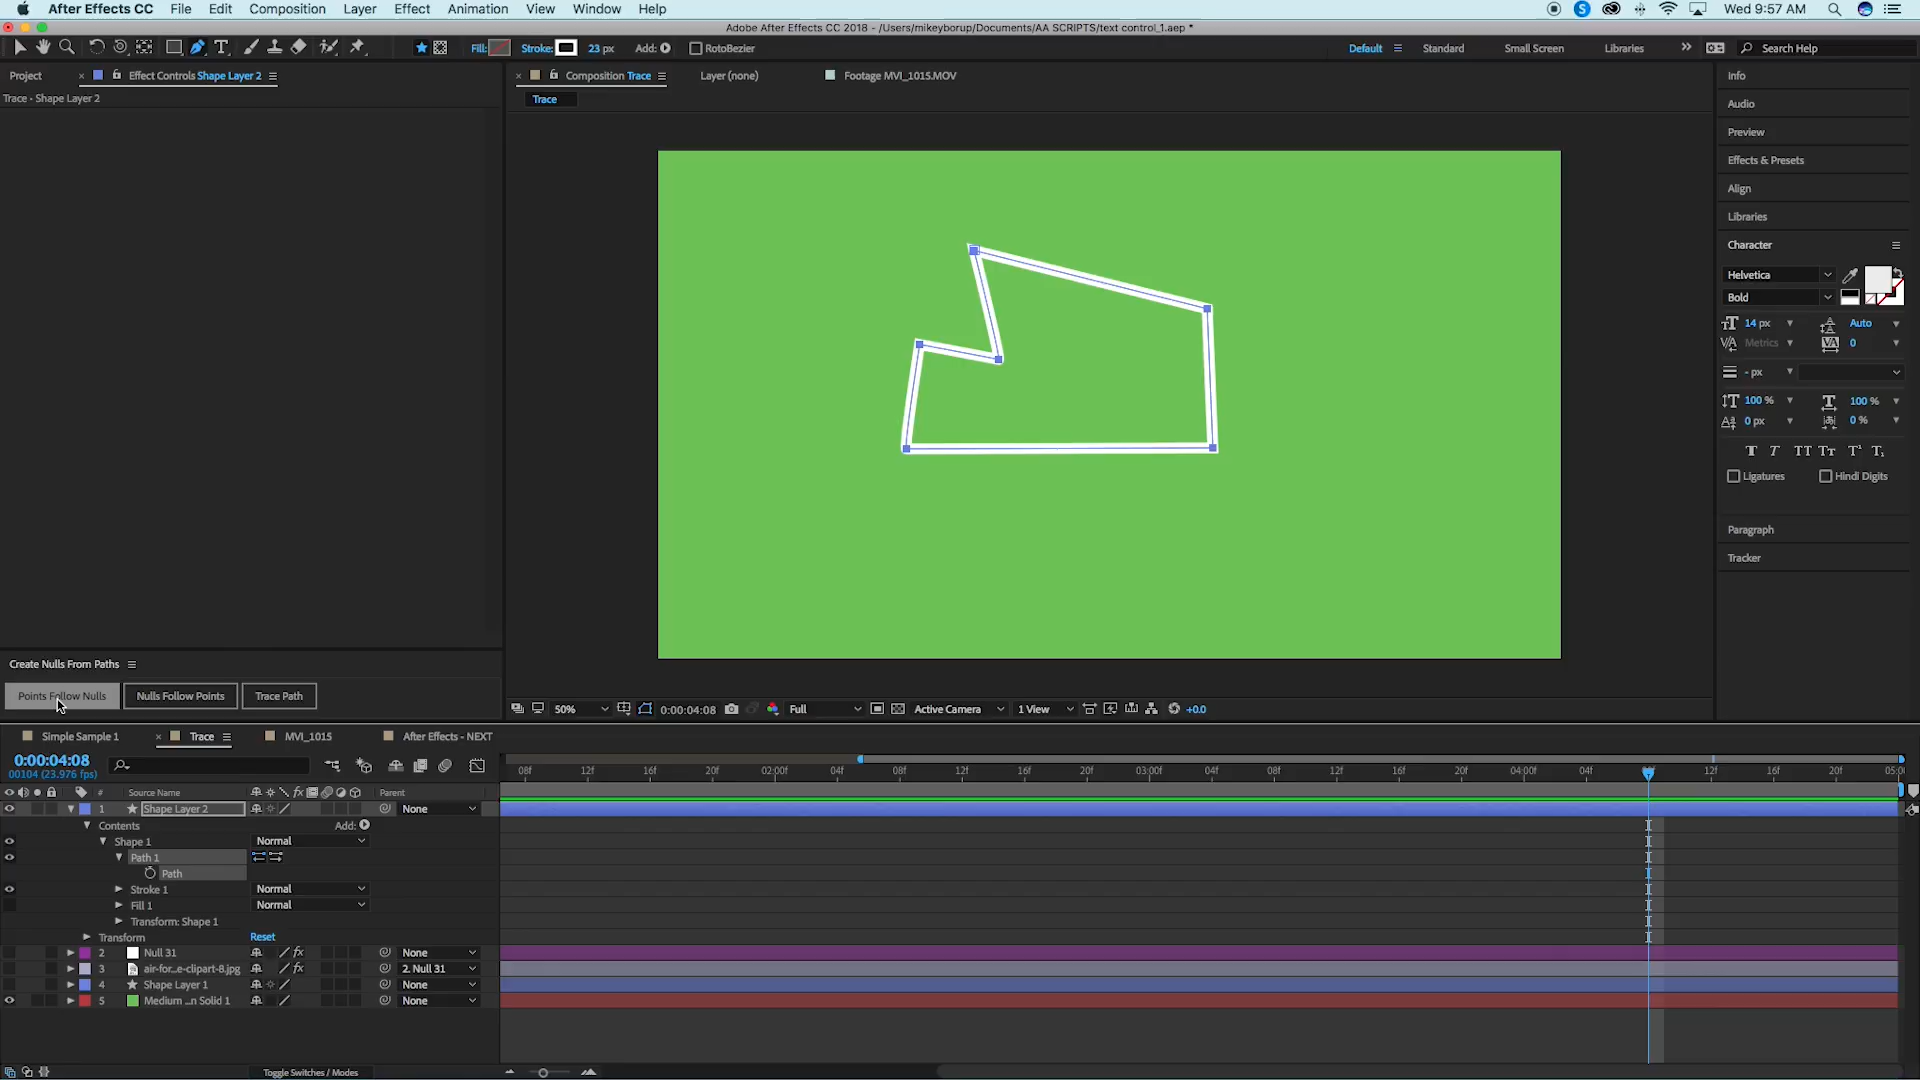 After Effects CC File Edit Composition Layer Effect Animation View Window Help Wed 9:57 AM
Adobe After Effects CC 2018 - /Users/mikeyborup/Documents/AA SCRIPTS/text control_1.aep *
Fill: Stroke: 23 px Add: RotoBezier Default Standard Small Screen Libraries Search Help
Project Effect Controls Shape Layer 2 Composition Trace Layer (none) Footage MVI_1015.MOV Info
Trace • Shape Layer 2 Trace
Audio
Preview
Effects & Presets
Align
Libraries
Character
Helvetica
Bold
14 px Auto
Metrics 0
- px
100 % 100 %
0 px 0 %
Ligatures Hindi Digits
Paragraph
Tracker
Create Nulls From Paths
Points Follow Nulls Nulls Follow Points Trace Path
50% 0:00:04:08 Full Active Camera 1 View +0.0
Simple Sample 1 Trace MVI_1015 After Effects - NEXT
0:00:04:08
00104 (23.976 fps)
08f 12f 16f 20f 02:00f 04f 08f 12f 16f 20f 03:00f 04f 08f 12f 16f 20f 04:00f 04f 12f 16f 20f 05:0
# Source Name Parent
1 Shape Layer 2 None
Contents Add:
Shape 1 Normal
Path 1
Path
Stroke 1 Normal
Fill 1 Normal
Transform: Shape 1
Transform Reset
2 Null 31 None
3 air-for...e-clipart-8.jpg 2. Null 31
4 Shape Layer 1 None
5 Medium ...n Solid 1 None
Toggle Switches / Modes